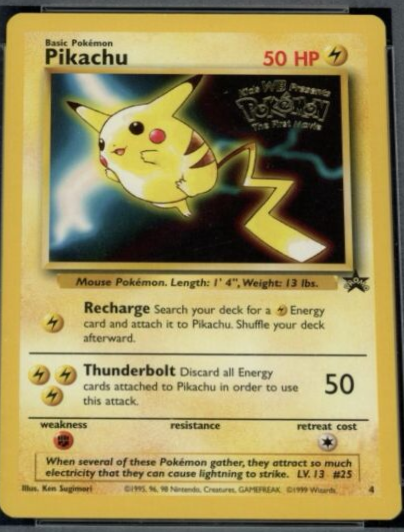 Basic Pokémon
Pikachu
50 HP
Kids WB Presents
POKéMON
The First Movie
Mouse Pokémon. Length: 1' 4", Weight: 13 lbs.
Recharge Search your deck for a Energy
card and attach it to Pikachu. Shuffle your deck
afterward.
Thunderbolt Discard all Energy
cards attached to Pikachu in order to use
this attack.
50
weakness resistance retreat cost
When several of these Pokémon gather, they attract so much
electricity that they can cause lightning to strike. LV. 13 #25
Illus. Ken Sugimori ©1995, 96, 98 Nintendo, Creatures, GAMEFREAK. ©1999 Wizards. 4